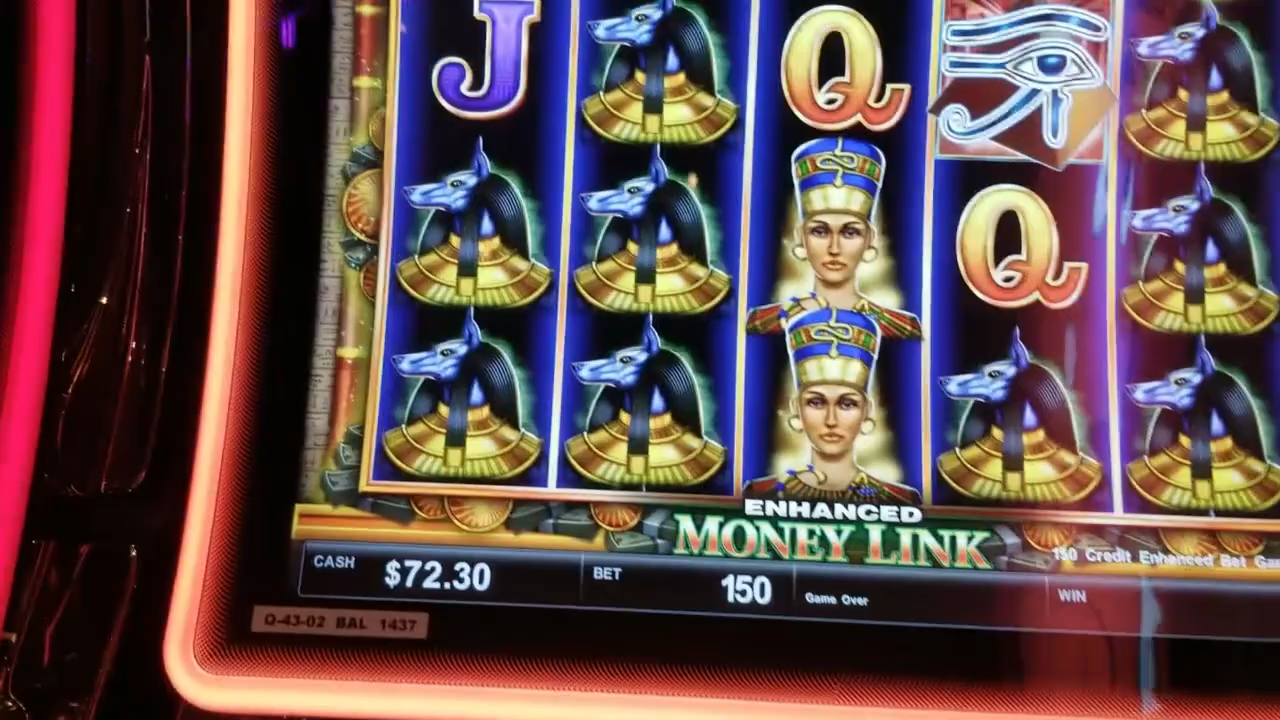 J
Q
Q
ENHANCED
MONEY LINK
150 Credit Enhanced Bet
CASH $72.30
BET 150
Game Over
WIN
Q-43-02 BAL 1437